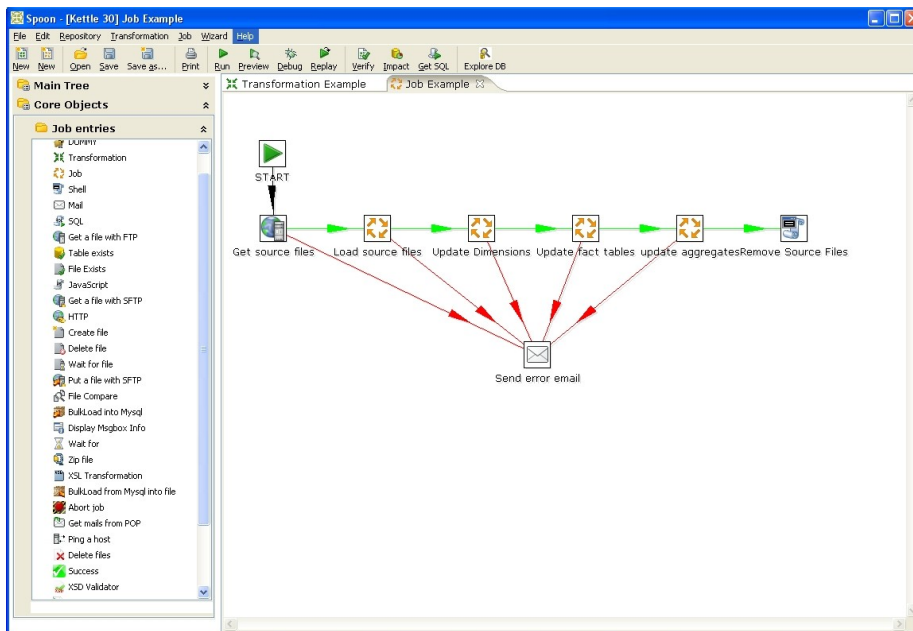 Spoon - [Kettle 30] Job Example
File Edit Repository Transformation Job Wizard Help
New New Open Save Save as... Print Run Preview Debug Replay Verify Impact Get SQL Explore DB
Main Tree
Transformation Example
Job Example
Core Objects
Job entries
DUMMY
Transformation
Job
Shell
Mail
SQL
Get a file with FTP
Table exists
File Exists
JavaScript
Get a file with SFTP
HTTP
Create file
Delete file
Wait for file
Put a file with SFTP
File Compare
BulkLoad into Mysql
Display Msgbox Info
Wait for
Zip file
XSL Transformation
BulkLoad from Mysql into file
Abort job
Get mails from POP
Ping a host
Delete files
Success
XSD Validator
START
Get source files
Load source files
Update Dimensions
Update fact tables
update aggregates
Remove Source Files
Send error email